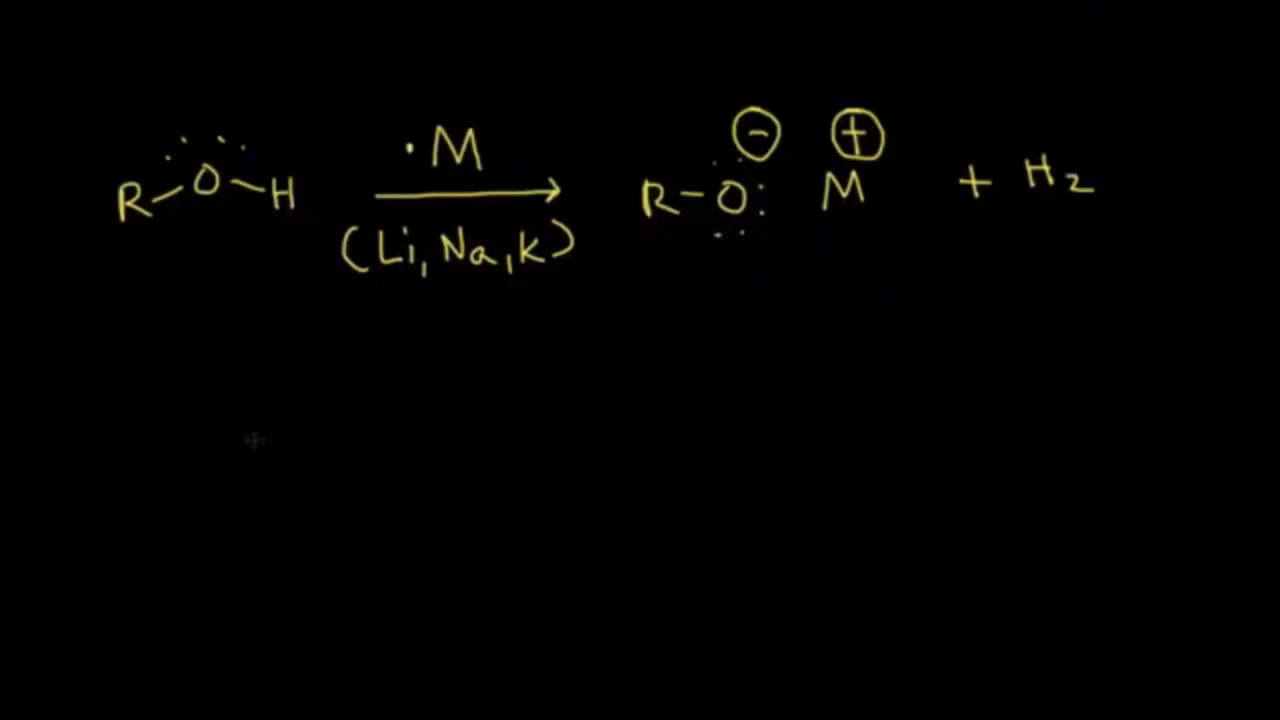 R-O-H ·M → R-O: ⊖ M ⊕ + H₂
(Li, Na, K)